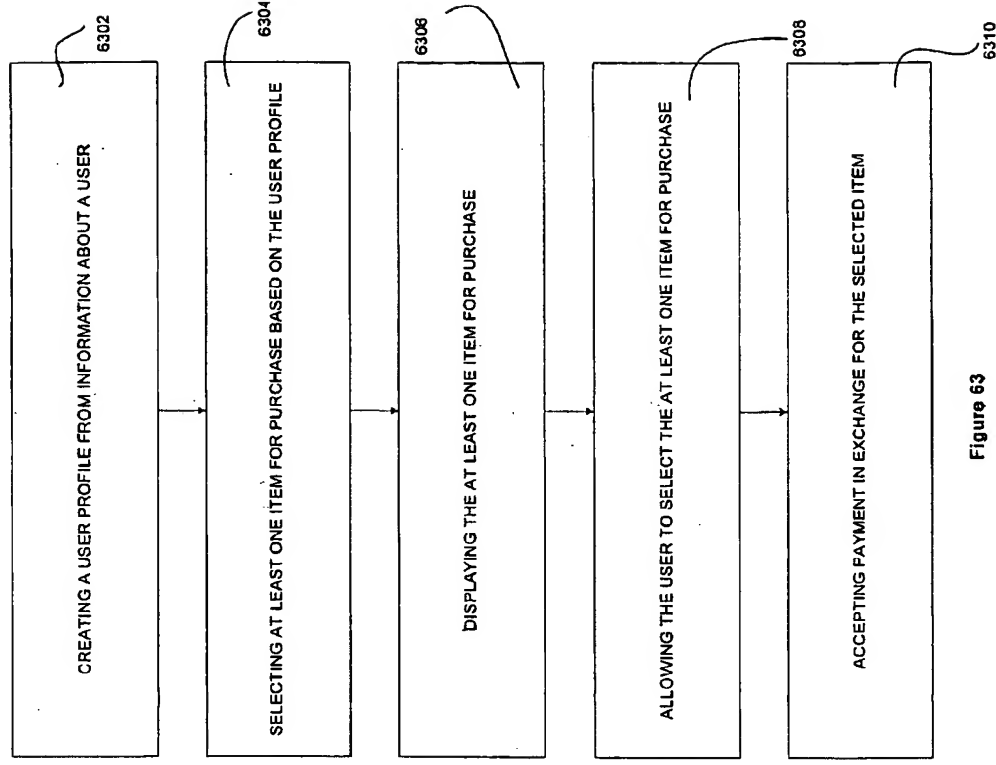 6302
CREATING A USER PROFILE FROM INFORMATION ABOUT A USER
6304
SELECTING AT LEAST ONE ITEM FOR PURCHASE BASED ON THE USER PROFILE
6306
DISPLAYING THE AT LEAST ONE ITEM FOR PURCHASE
6308
ALLOWING THE USER TO SELECT THE AT LEAST ONE ITEM FOR PURCHASE
6310
ACCEPTING PAYMENT IN EXCHANGE FOR THE SELECTED ITEM
Figure 63